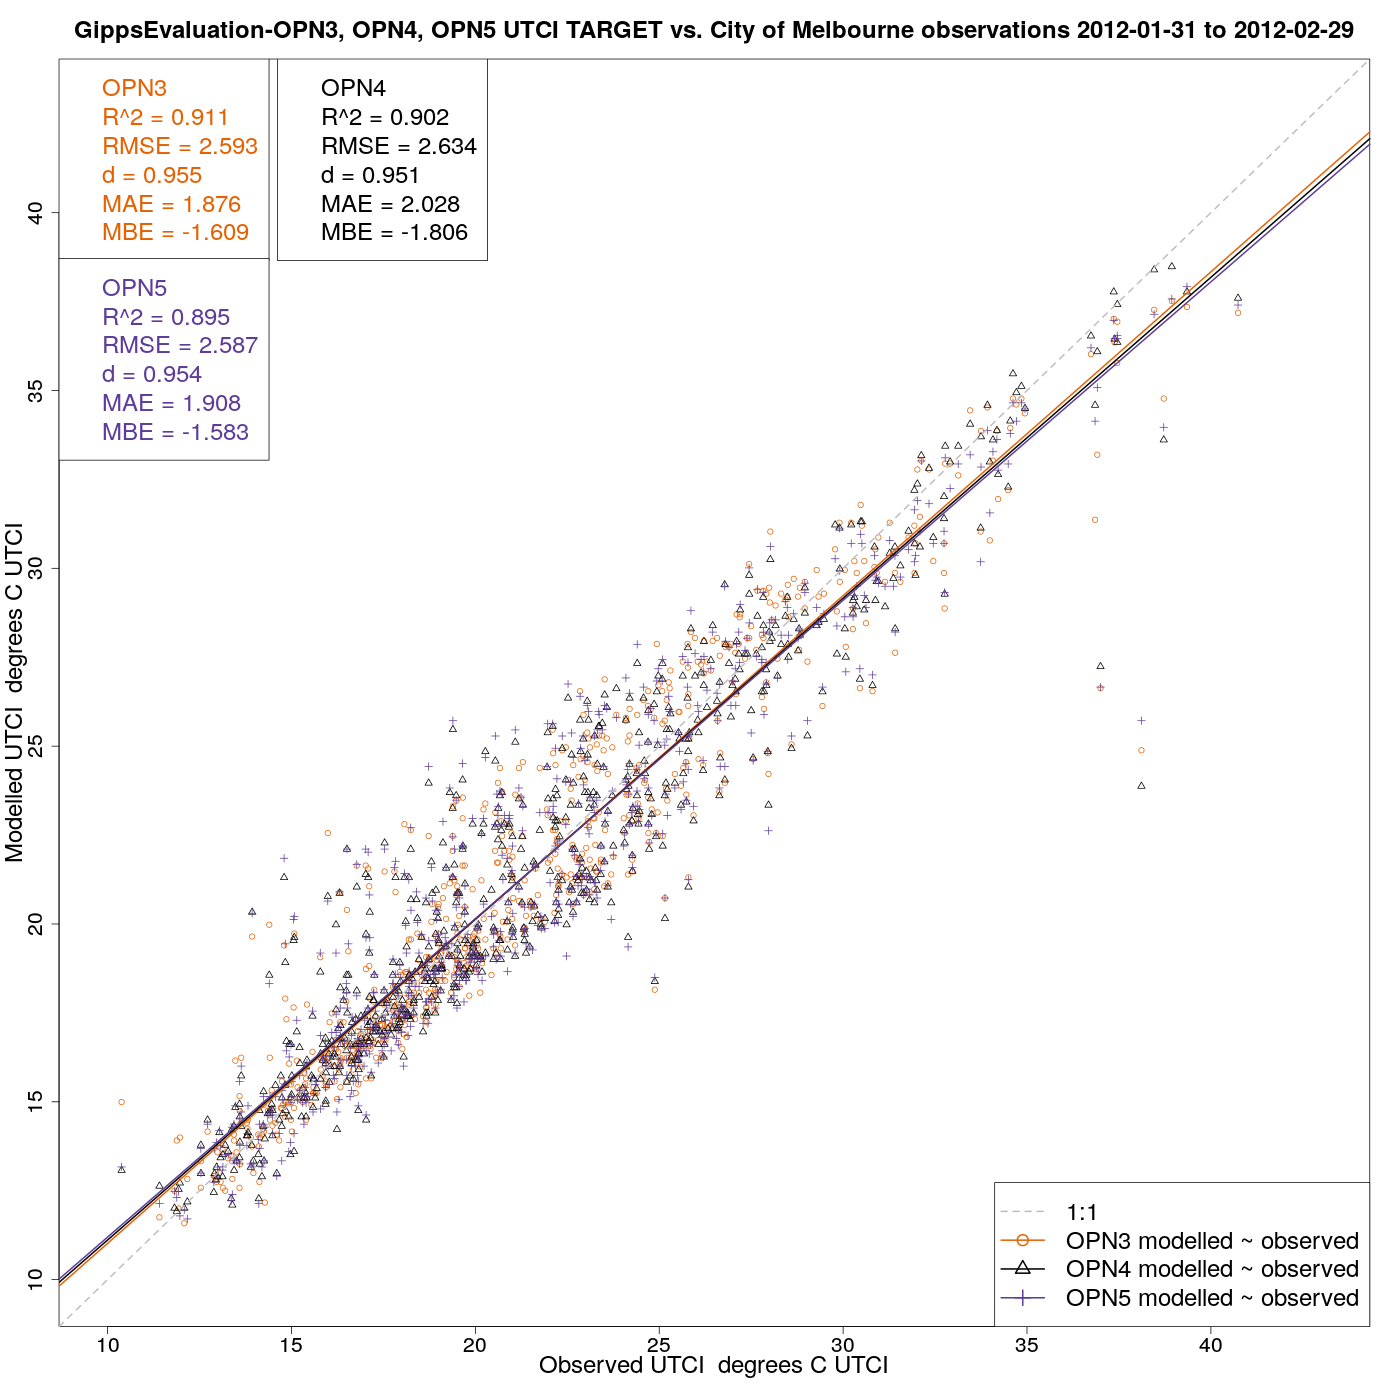 GippsEvaluation-OPN3, OPN4, OPN5 UTCI TARGET vs. City of Melbourne observations 2012-01-31 to 2012-02-29
OPN3
R^2 = 0.911
RMSE = 2.593
d = 0.955
MAE = 1.876
MBE = -1.609
OPN4
R^2 = 0.902
RMSE = 2.634
d = 0.951
MAE = 2.028
MBE = -1.806
OPN5
R^2 = 0.895
RMSE = 2.587
d = 0.954
MAE = 1.908
MBE = -1.583
Modelled UTCI  degrees C UTCI
40
35
30
25
20
15
10
1:1
OPN3 modelled ~ observed
OPN4 modelled ~ observed
OPN5 modelled ~ observed
10 15 20 25 30 35 40
Observed UTCI  degrees C UTCI